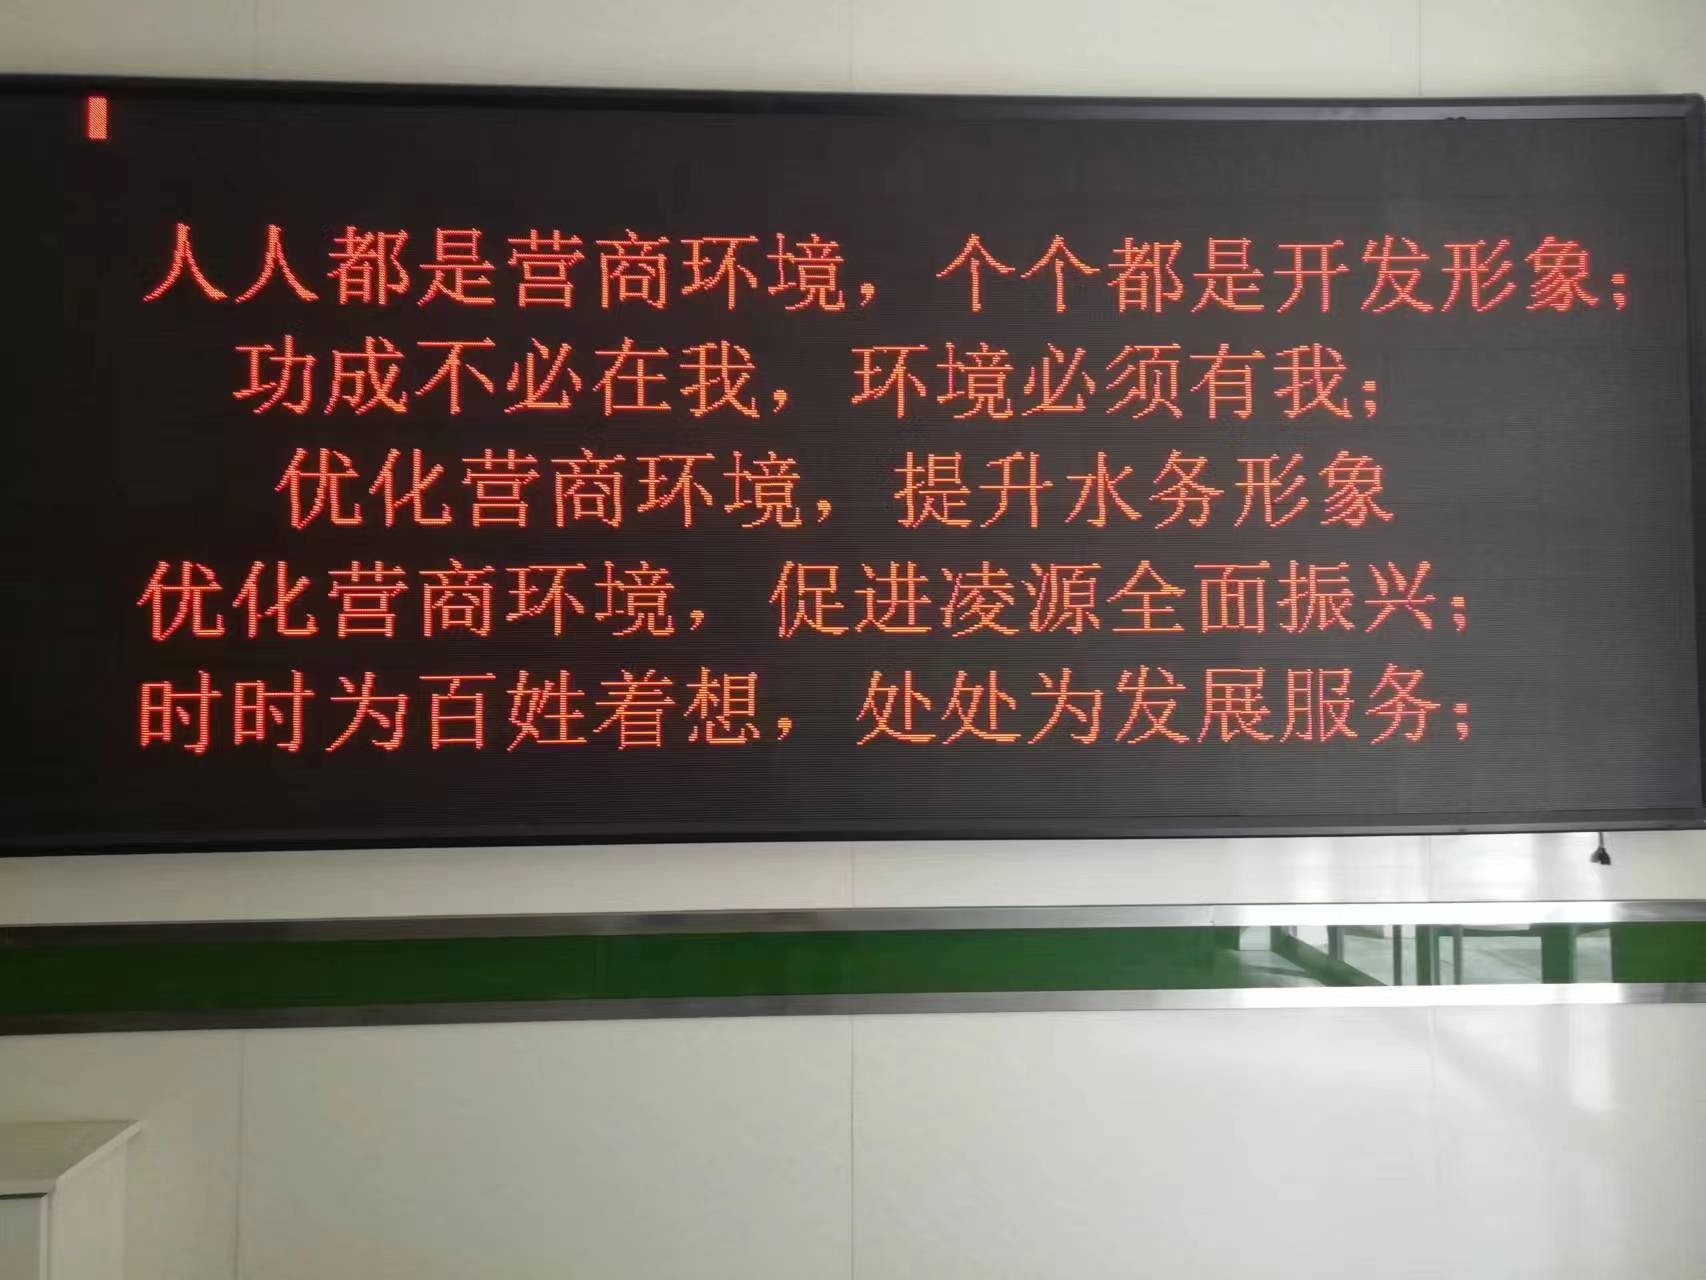 人人都是营商环境，个个都是开发形象；
功成不必在我，环境必须有我；
优化营商环境，提升水务形象
优化营商环境，促进凌源全面振兴；
时时为百姓着想，处处为发展服务；